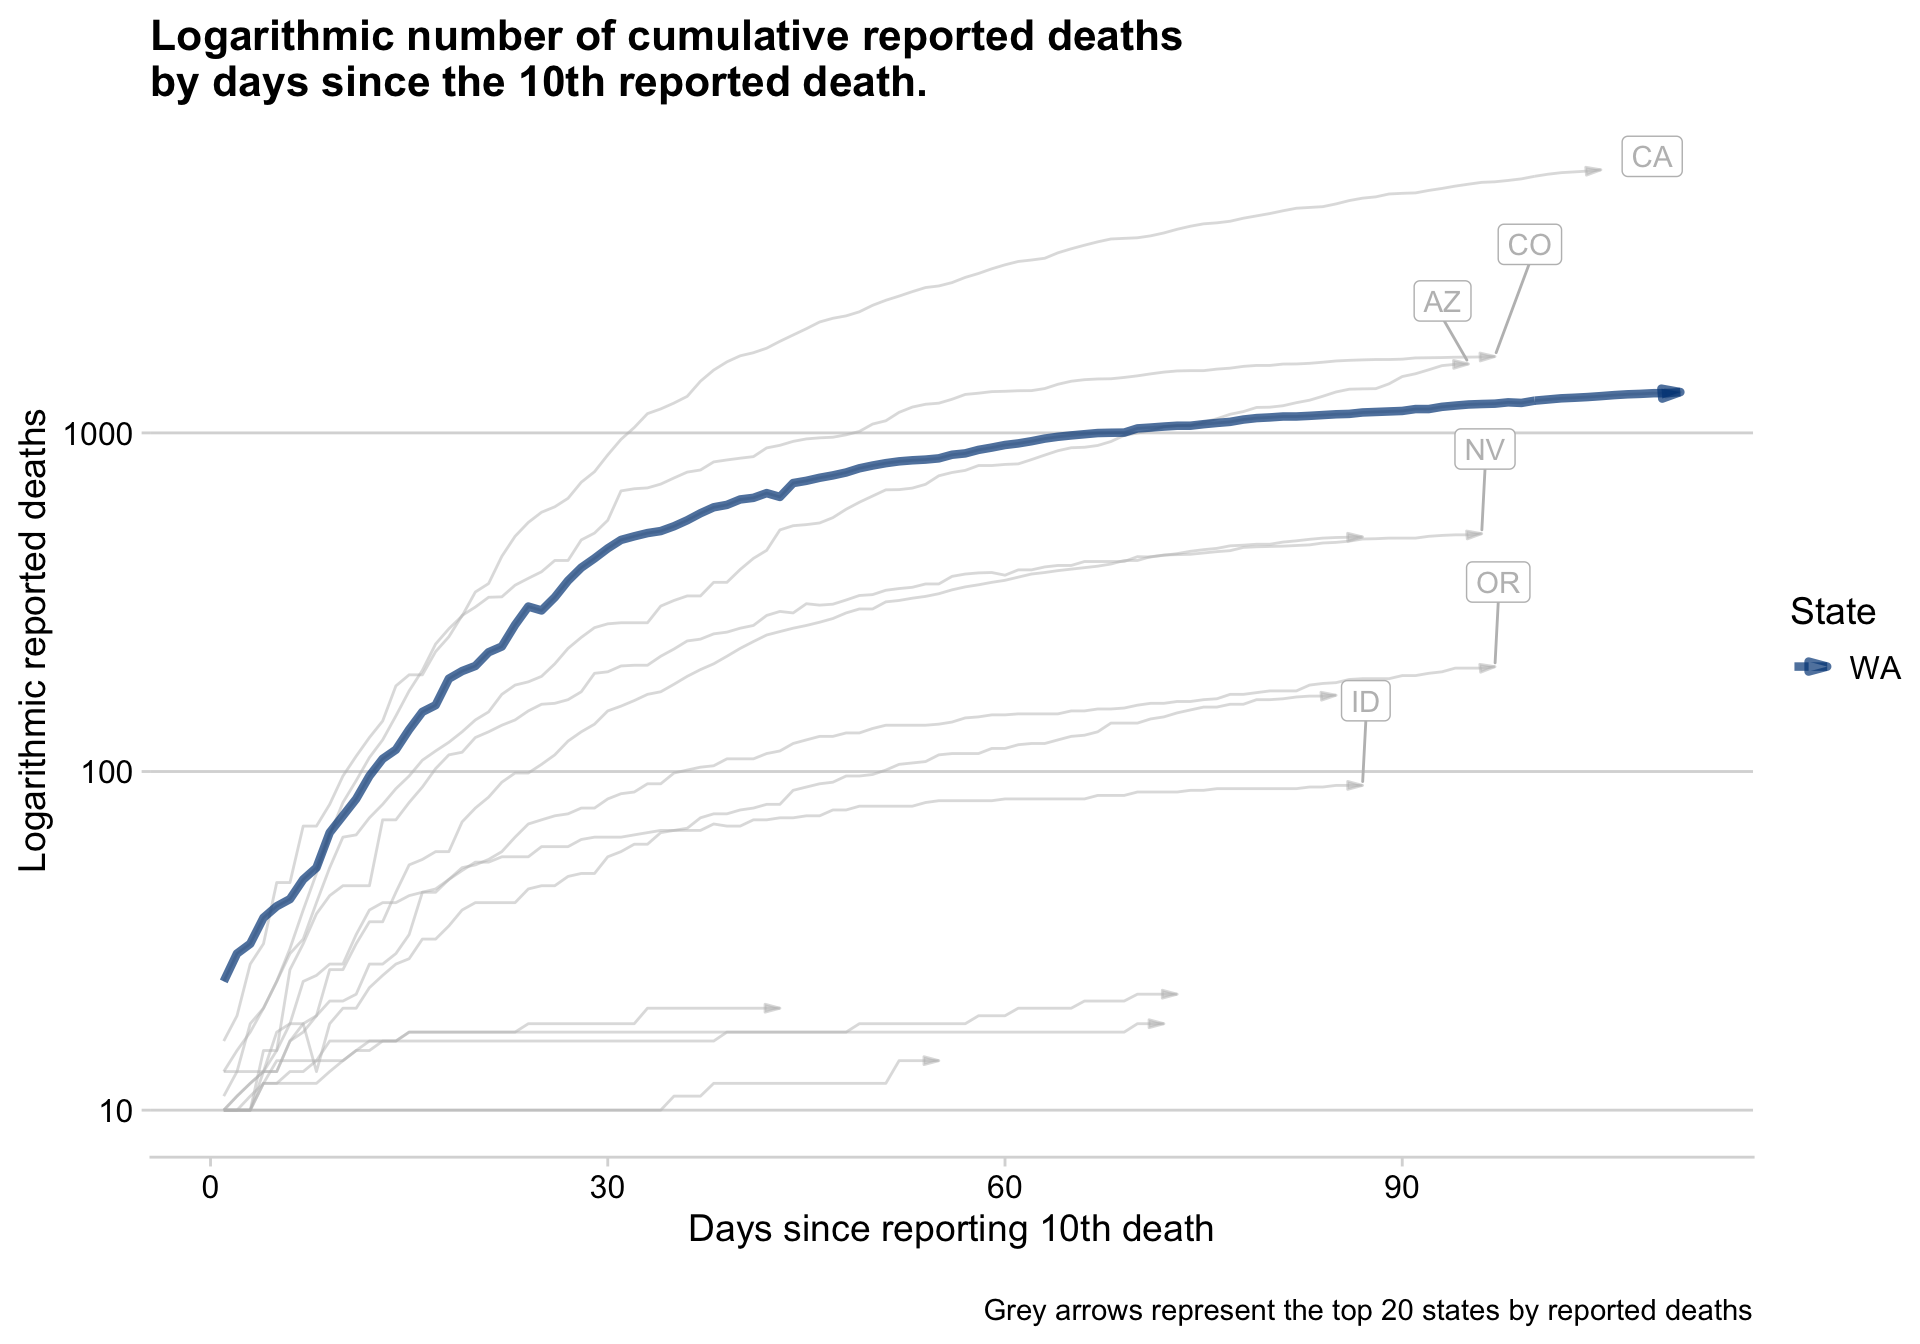 Logarithmic number of cumulative reported deaths
by days since the 10th reported death.
CA
CO
AZ
NV
OR
ID
1000
100
10
Logarithmic reported deaths
0 30 60 90
Days since reporting 10th death
State
WA
Grey arrows represent the top 20 states by reported deaths